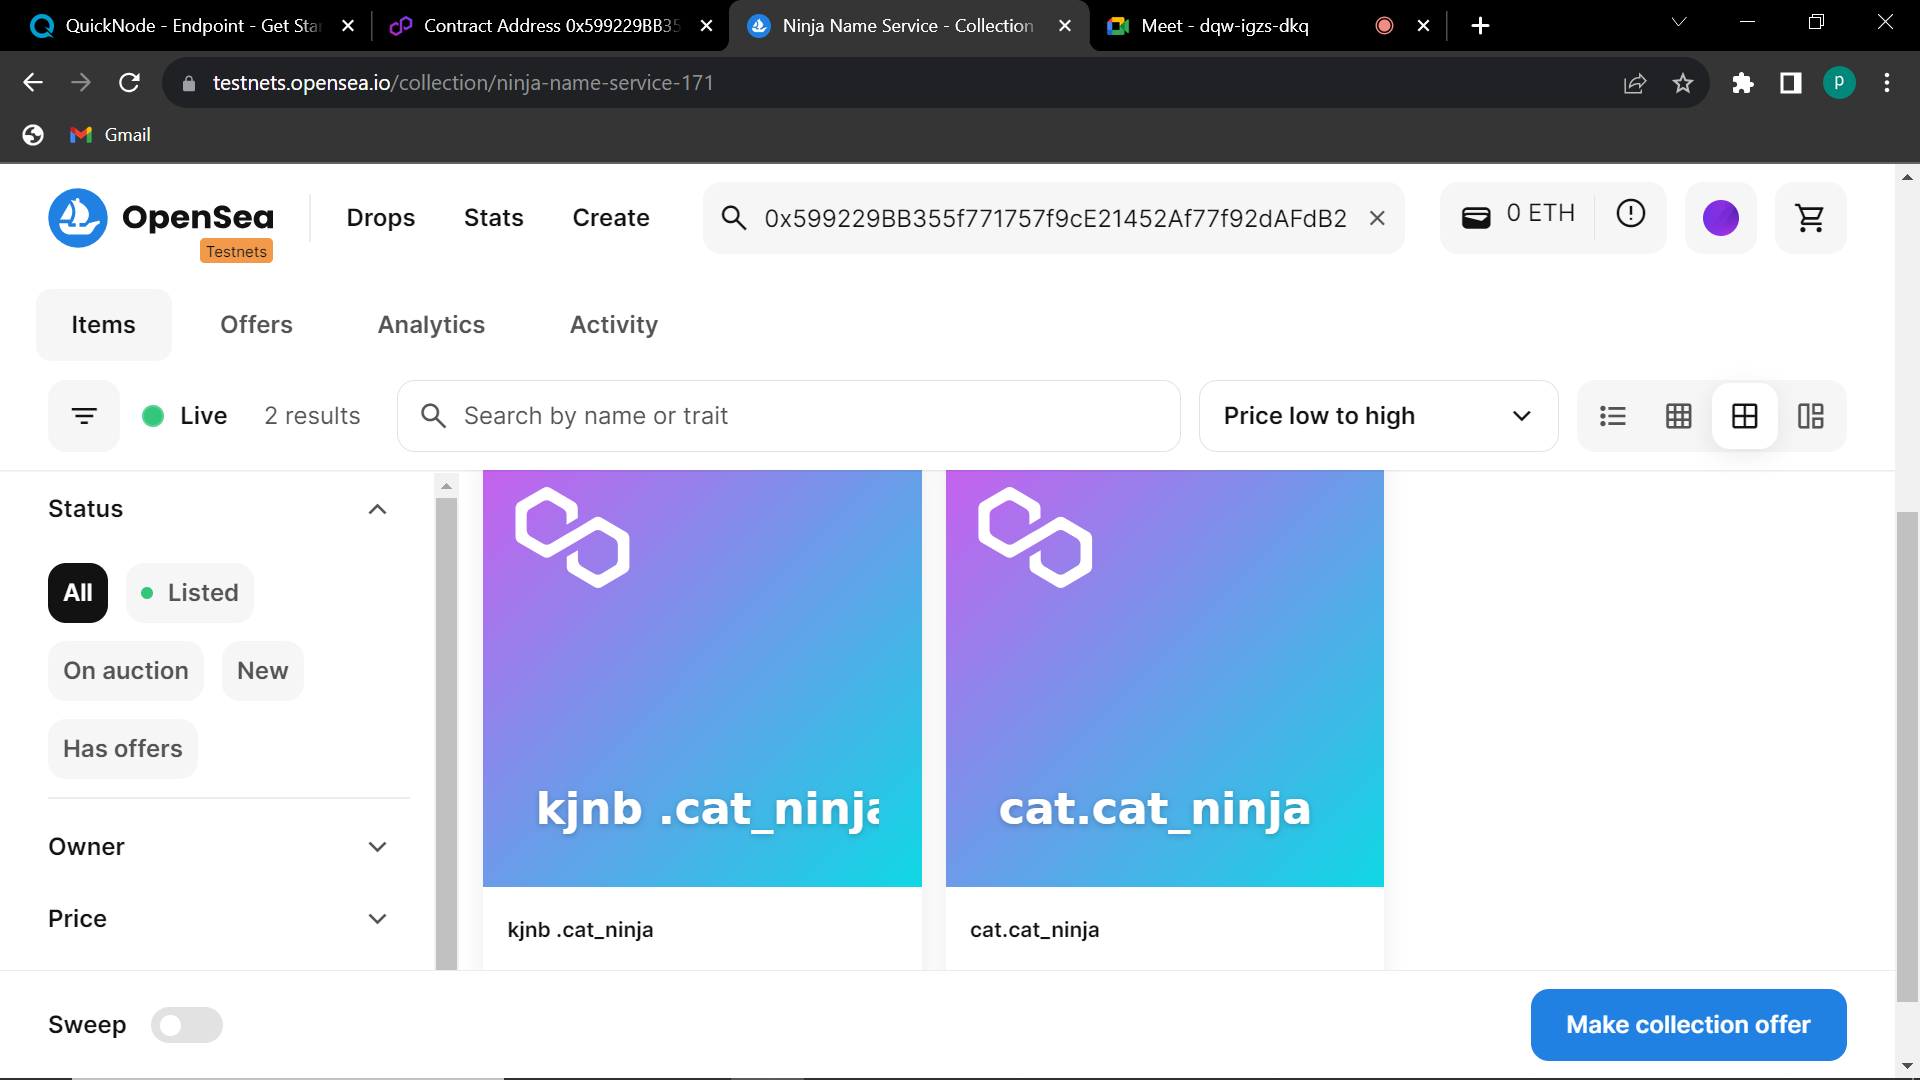 QuickNode - Endpoint - Get Star
Contract Address 0x599229BB35
Ninja Name Service - Collection
Meet - dqw-igzs-dkq
testnets.opensea.io/collection/ninja-name-service-171
P
Gmail
OpenSea
Testnets
Drops
Stats
Create
0x599229BB355f771757f9cE21452Af77f92dAFdB2
0 ETH
Items
Offers
Analytics
Activity
Live
2 results
Search by name or trait
Price low to high
Status
All
Listed
On auction
New
Has offers
Owner
Price
kjnb .cat_ninja
cat.cat_ninja
kjnb .cat_ninja
cat.cat_ninja
Sweep
Make collection offer